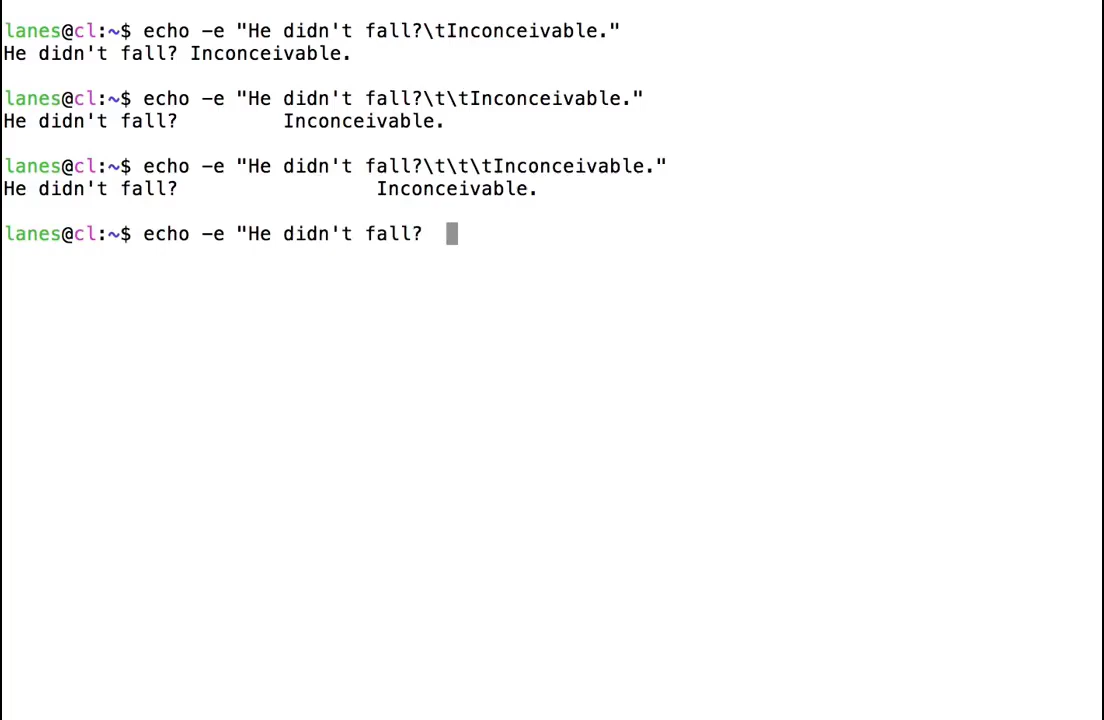 lanes@cl:~$ echo -e "He didn't fall?\tInconceivable."
He didn't fall? Inconceivable.
lanes@cl:~$ echo -e "He didn't fall?\t\tInconceivable."
He didn't fall?         Inconceivable.
lanes@cl:~$ echo -e "He didn't fall?\t\t\tInconceivable."
He didn't fall?                 Inconceivable.
lanes@cl:~$ echo -e "He didn't fall?